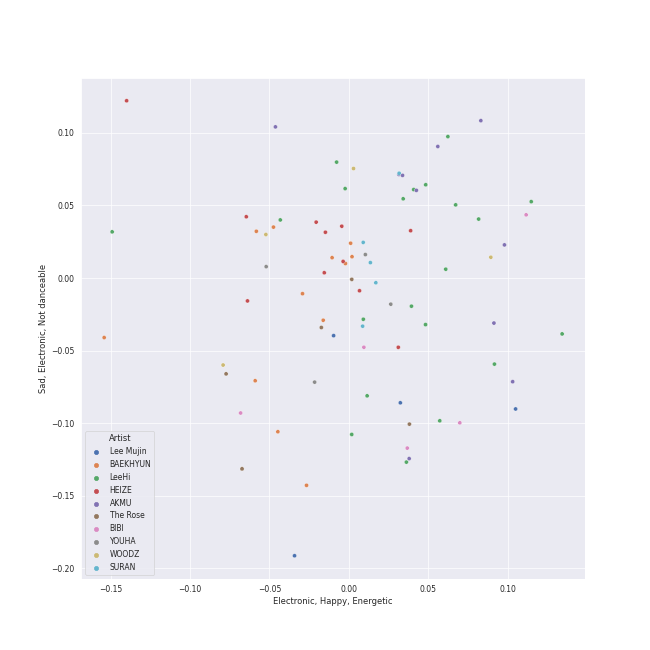 0.10
0.05
0.00
−0.05
−0.10
−0.15
−0.20
Sad, Electronic, Not danceable
Artist
Lee Mujin
BAEKHYUN
LeeHi
HEIZE
AKMU
The Rose
BIBI
YOUHA
WOODZ
SURAN
−0.15 −0.10 −0.05 0.00 0.05 0.10
Electronic, Happy, Energetic